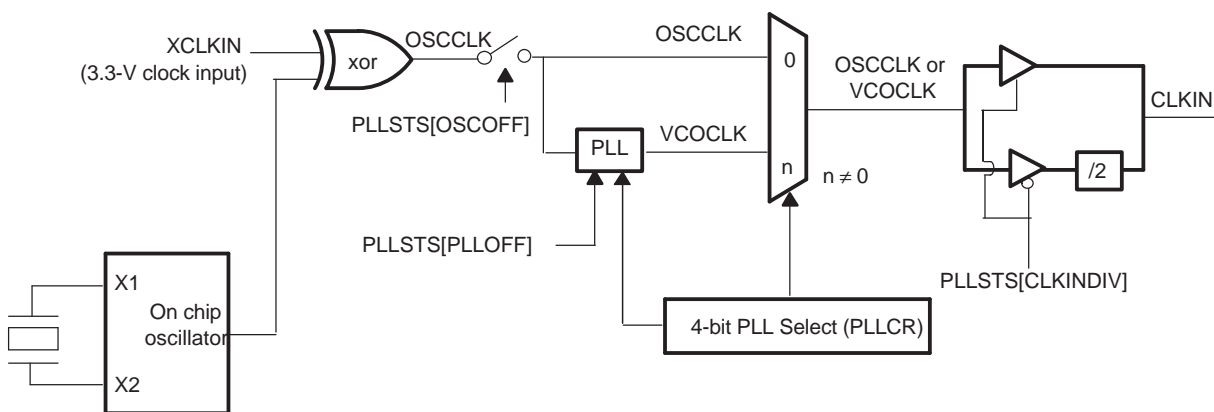 XCLKIN
(3.3-V clock input)
xor
OSCCLK
PLLSTS[OSCOFF]
OSCCLK
0
PLL
VCOCLK
n
n ≠ 0
OSCCLK or
VCOCLK
CLKIN
/2
PLLSTS[PLLOFF]
PLLSTS[CLKINDIV]
4-bit PLL Select (PLLCR)
X1
On chip
oscillator
X2